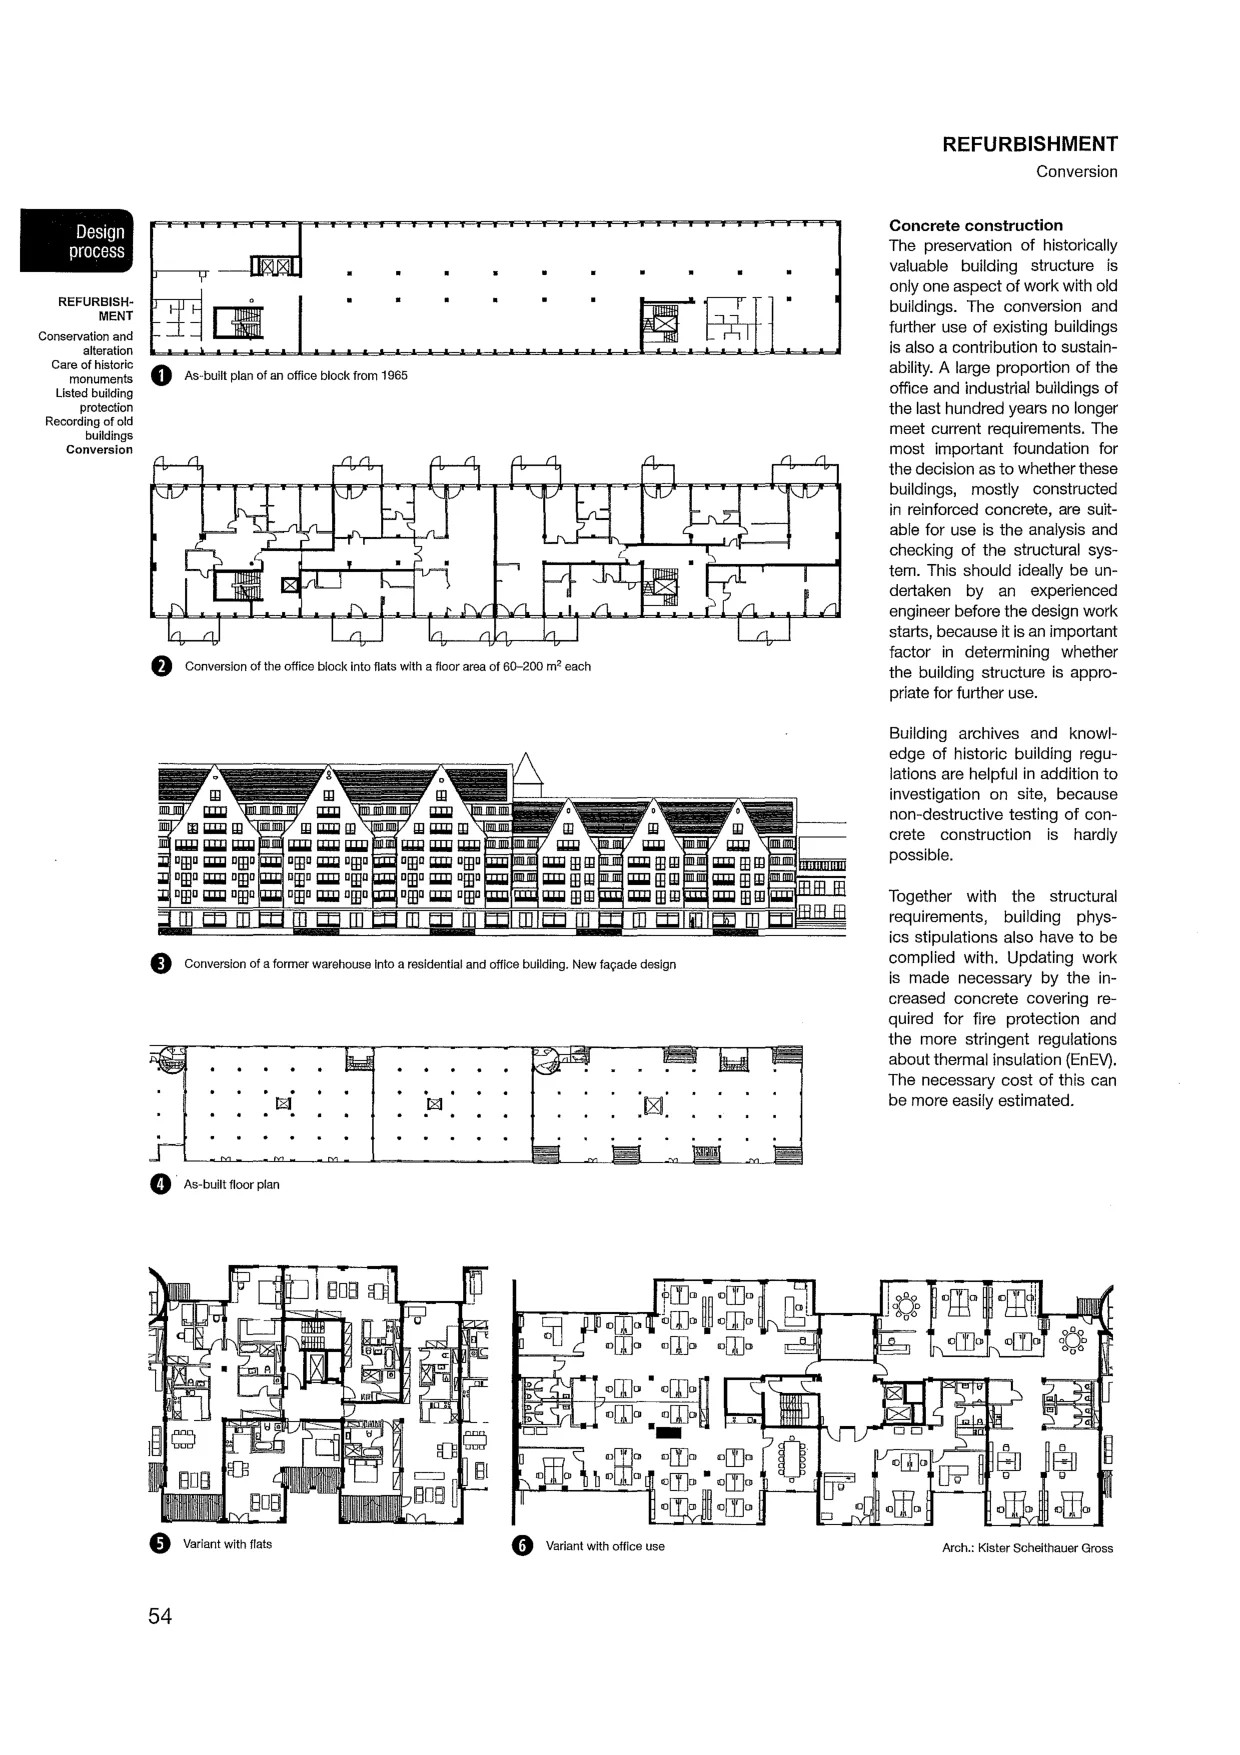 REFURBISHMENT
Conversion
Design
process
REFURBISH-
MENT
Conservation and
alteration
Care of historic
monuments
Listed building
protection
Recording of old
buildings
Conversion
1 As-built plan of an office block from 1965
2 Conversion of the office block into flats with a floor area of 60–200 m² each
3 Conversion of a former warehouse into a residential and office building. New façade design
4 As-built floor plan
5 Variant with flats
6 Variant with office use
Arch.: Kister Scheithauer Gross
Concrete construction
The preservation of historically
valuable building structure is
only one aspect of work with old
buildings. The conversion and
further use of existing buildings
is also a contribution to sustain-
ability. A large proportion of the
office and industrial buildings of
the last hundred years no longer
meet current requirements. The
most important foundation for
the decision as to whether these
buildings, mostly constructed
in reinforced concrete, are suit-
able for use is the analysis and
checking of the structural sys-
tem. This should ideally be un-
dertaken by an experienced
engineer before the design work
starts, because it is an important
factor in determining whether
the building structure is appro-
priate for further use.
Building archives and knowl-
edge of historic building regu-
lations are helpful in addition to
investigation on site, because
non-destructive testing of con-
crete construction is hardly
possible.
Together with the structural
requirements, building phys-
ics stipulations also have to be
complied with. Updating work
is made necessary by the in-
creased concrete covering re-
quired for fire protection and
the more stringent regulations
about thermal insulation (EnEV).
The necessary cost of this can
be more easily estimated.
54